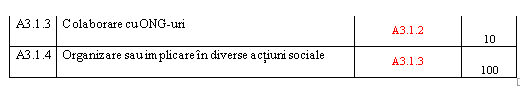 A3.1.3 Colaborare cu ONG-uri A3.1.2 10
A3.1.4 Organizare sau implicare în diverse acțiuni sociale A3.1.3 100